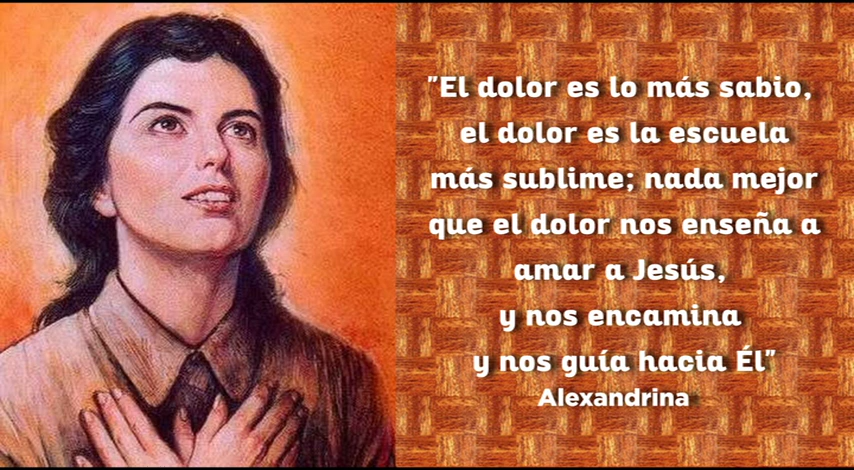 "El dolor es lo más sabio,
el dolor es la escuela
más sublime; nada mejor
que el dolor nos enseña a
amar a Jesús,
y nos encamina
y nos guía hacia Él"
Alexandrina